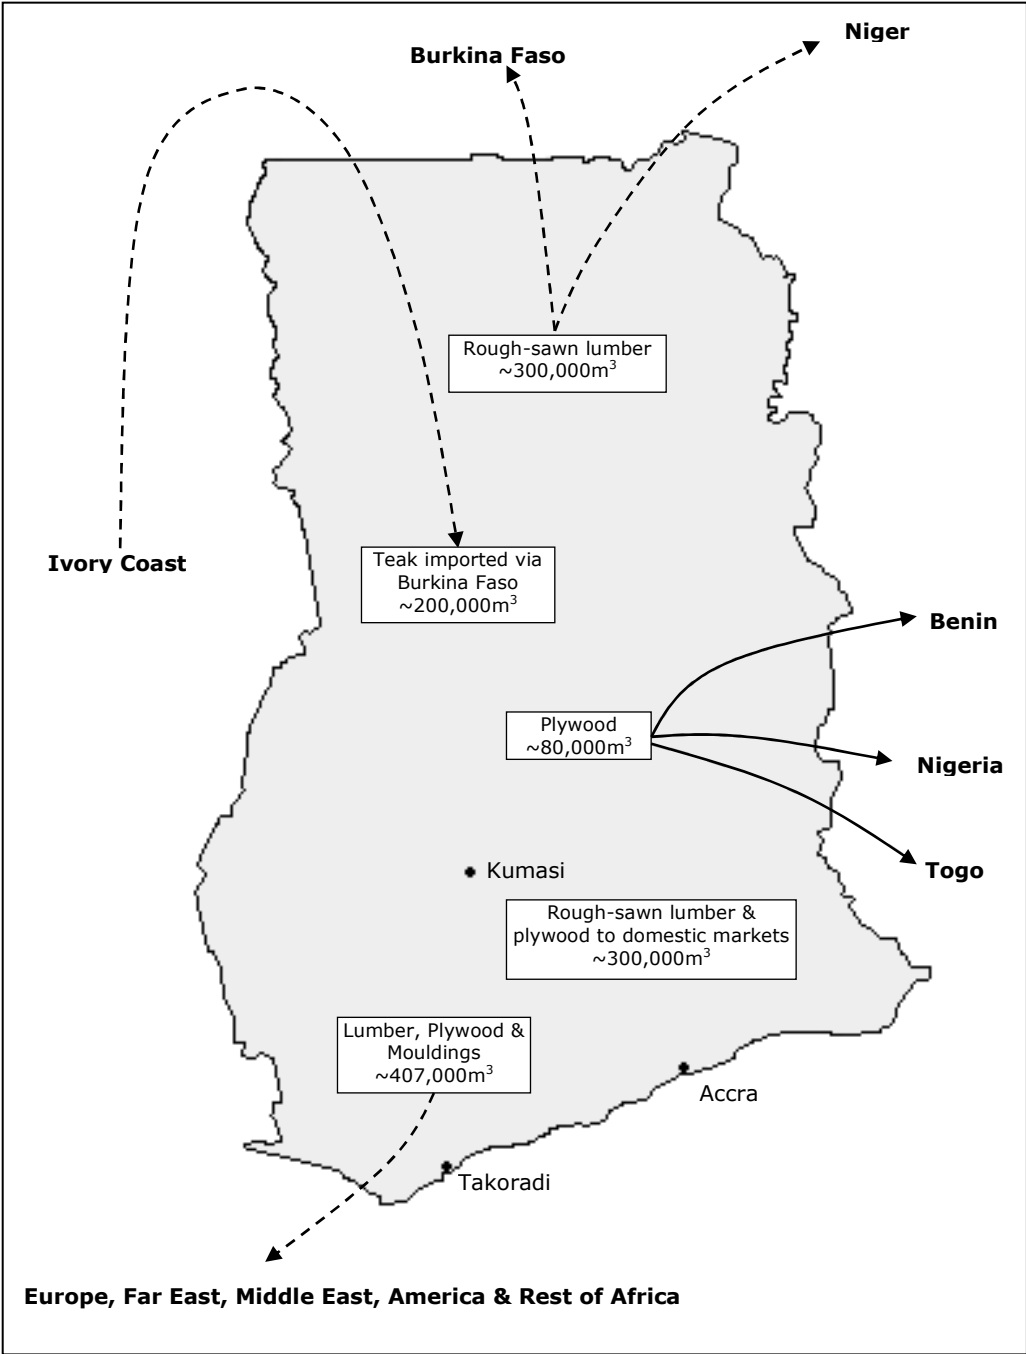 Niger
Burkina Faso
Rough-sawn lumber
~300,000m³
Ivory Coast
Teak imported via
Burkina Faso
~200,000m³
Benin
Plywood
~80,000m³
Nigeria
Togo
Kumasi
Rough-sawn lumber &
plywood to domestic markets
~300,000m³
Lumber, Plywood &
Mouldings
~407,000m³
Accra
Takoradi
Europe, Far East, Middle East, America & Rest of Africa